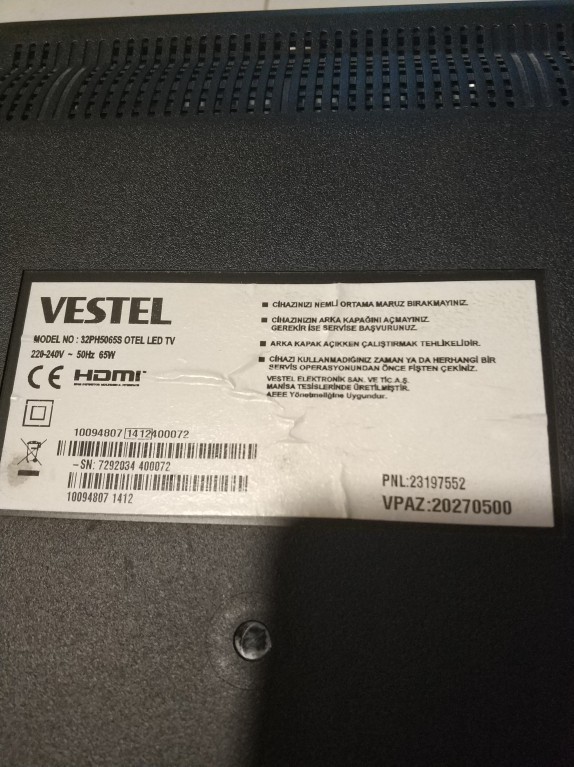 VESTEL
MODEL NO : 32PH5065S OTEL LED TV
220-240V ~ 50Hz 65W
CE HDMI
10094807 1412 400072
-SN: 7292034 400072
10094807 1412
CİHAZINIZI NEMLİ ORTAMA MARUZ BIRAKMAYINIZ.
CİHAZINIZIN ARKA KAPAĞINI AÇMAYINIZ.
GEREKİR İSE SERVİSE BAŞVURUNUZ.
ARKA KAPAK AÇIKKEN ÇALIŞTIRMAK TEHLİKELİDİR.
CİHAZI KULLANMADIĞINIZ ZAMAN YA DA HERHANGİ BİR
SERVİS OPERASYONUNDAN ÖNCE FİŞTEN ÇEKİNİZ.
VESTEL ELEKTRONİK SAN. VE TİC A.Ş.
MANİSA TESİSLERİNDE ÜRETİLMİŞTİR.
AEEE Yönetmeliğine Uygundur.
PNL:23197552
VPAZ:20270500